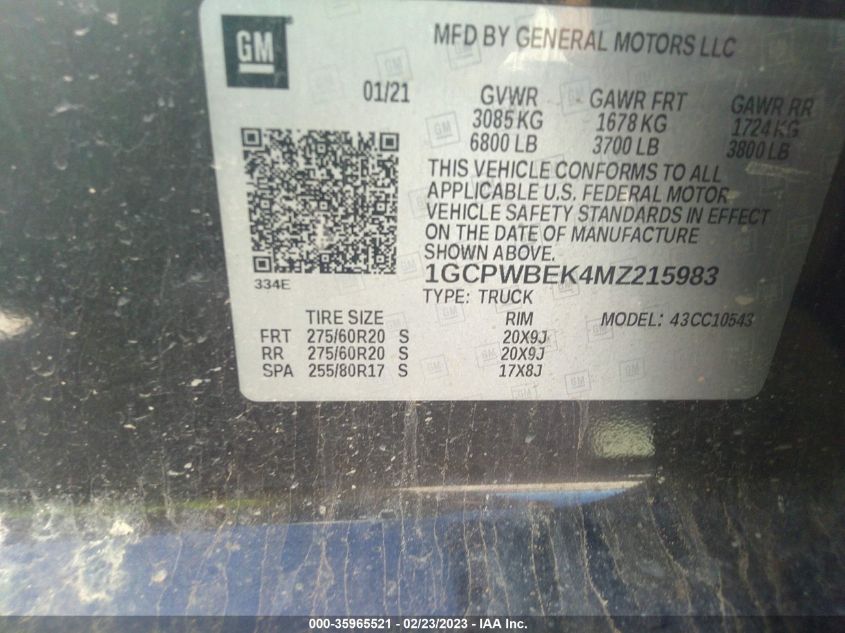 GM
MFD BY GENERAL MOTORS LLC
01/21
GVWR GAWR FRT GAWR RR
3085 KG 1678 KG 1724 KG
6800 LB 3700 LB 3800 LB
THIS VEHICLE CONFORMS TO ALL
APPLICABLE U.S. FEDERAL MOTOR
VEHICLE SAFETY STANDARDS IN EFFECT
ON THE DATE OF MANUFACTURE
SHOWN ABOVE.
334E
1GCPWBEK4MZ215983
TYPE: TRUCK
TIRE SIZE RIM MODEL: 43CC10543
FRT 275/60R20 S 20X9J
RR 275/60R20 S 20X9J
SPA 255/80R17 S 17X8J
000-35965521 - 02/23/2023 - IAA Inc.